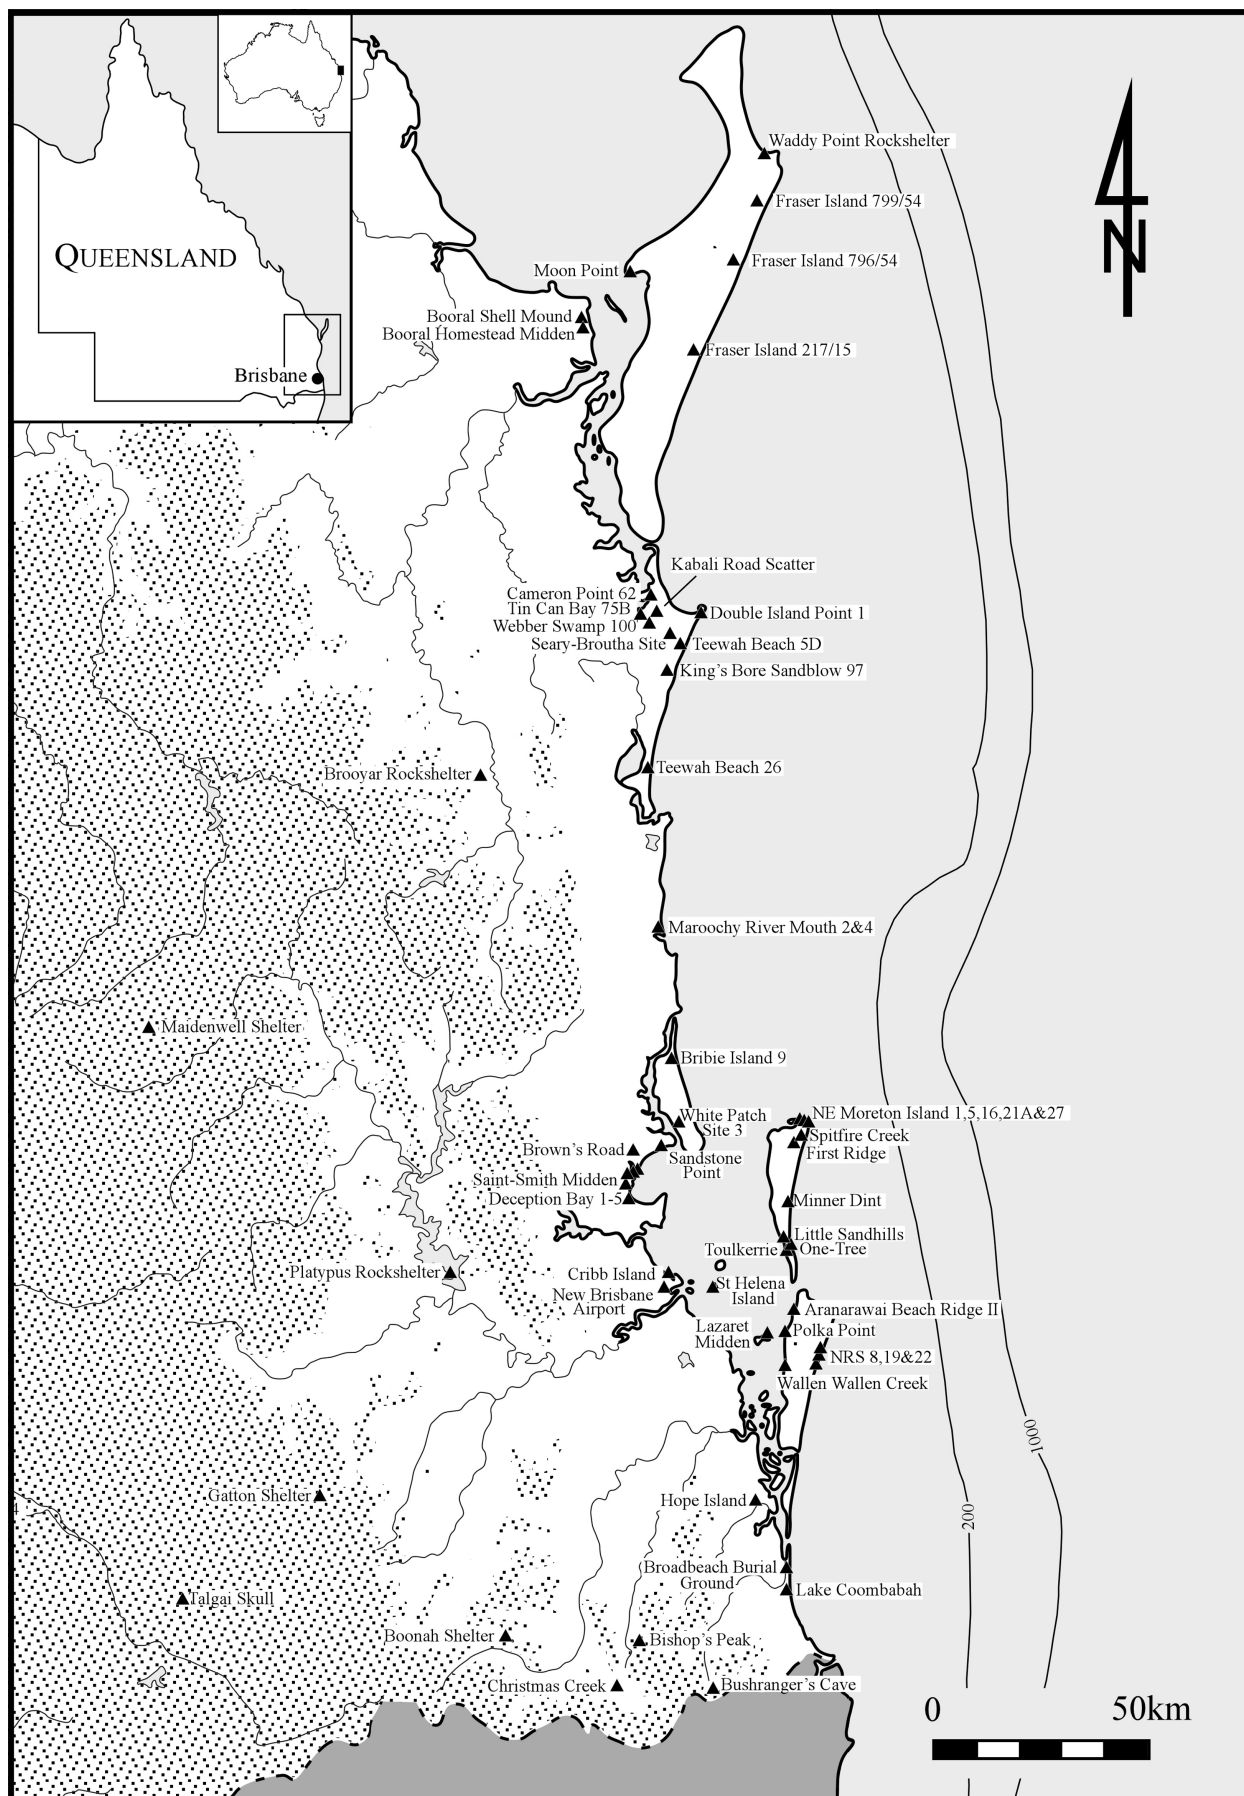 Waddy Point Rockshelter
Fraser Island 799/54
N
QUEENSLAND
Fraser Island 796/54
Moon Point
Booral Shell Mound
Booral Homestead Midden
Fraser Island 217/15
Brisbane
Kabali Road Scatter
Cameron Point 62
Tin Can Bay 75B
Double Island Point 1
Webber Swamp 100
Seary-Broutha Site
Teewah Beach 5D
King's Bore Sandblow 97
Teewah Beach 26
Brooyar Rockshelter
Maroochy River Mouth 2&4
Maidenwell Shelter
Bribie Island 9
NE Moreton Island 1,5,16,21A&27
White Patch
Site 3
Spitfire Creek
First Ridge
Brown's Road
Sandstone
Point
Saint-Smith Midden
Deception Bay 1-5
Minner Dint
Little Sandhills
Toulkerrie
One-Tree
Platypus Rockshelter
Cribb Island
St Helena
Island
New Brisbane
Airport
Aranarawai Beach Ridge II
Lazaret
Midden
Polka Point
NRS 8,19&22
Wallen Wallen Creek
1000
Gatton Shelter
Hope Island
200
Broadbeach Burial
Ground
Lake Coombabah
Talgai Skull
Boonah Shelter
Bishop's Peak
Christmas Creek
Bushranger's Cave
0 50km